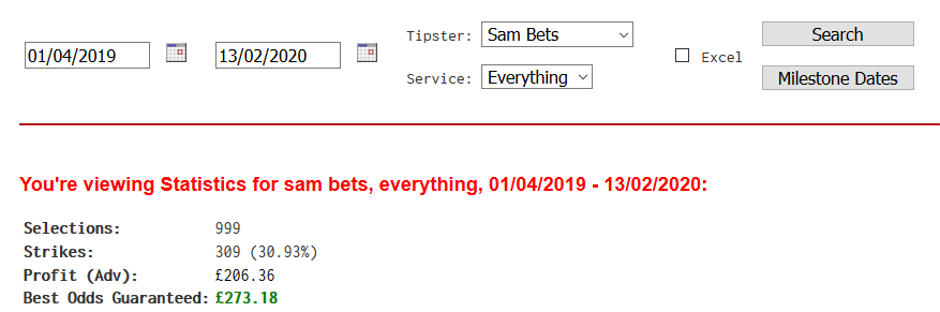 01/04/2019 13/02/2020 Tipster: Sam Bets Search
Service: Everything Excel Milestone Dates
You're viewing Statistics for sam bets, everything, 01/04/2019 - 13/02/2020:
Selections: 999
Strikes: 309 (30.93%)
Profit (Adv): £206.36
Best Odds Guaranteed: £273.18